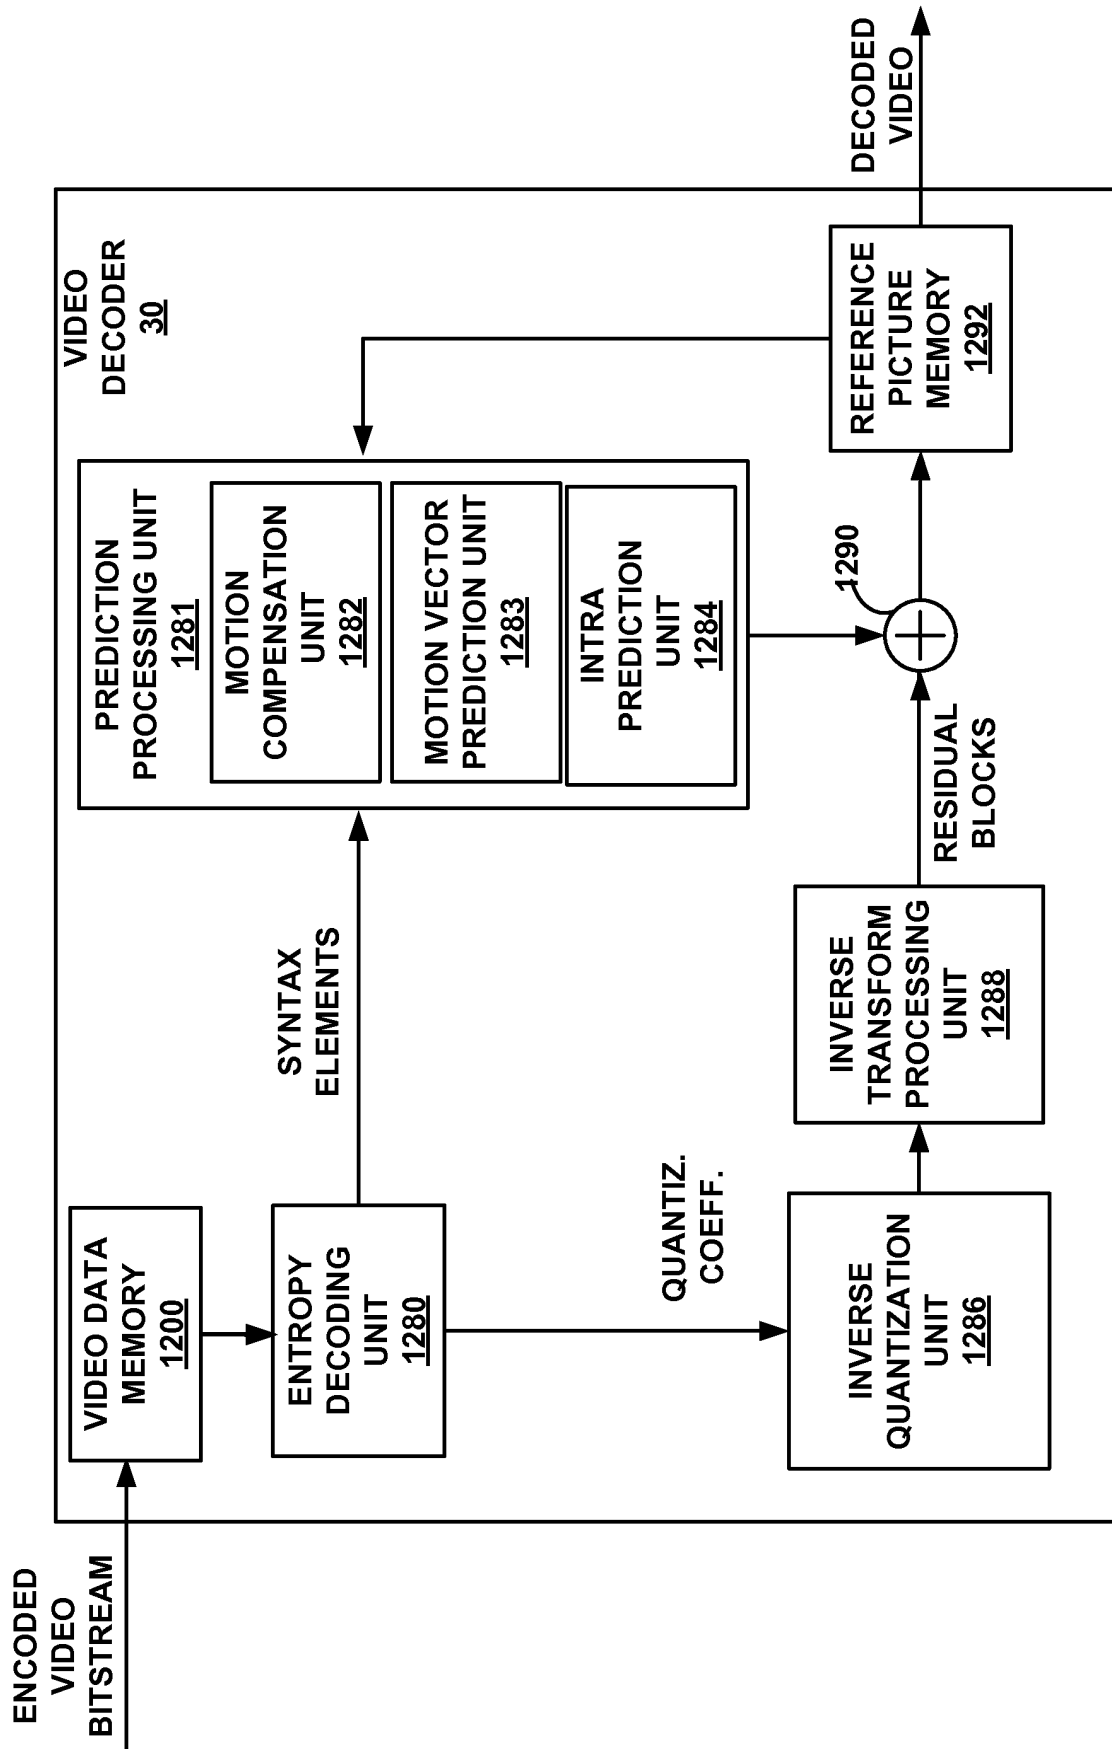 ENCODED
VIDEO
BITSTREAM
VIDEO
DECODER
30
VIDEO DATA
MEMORY
1200
ENTROPY
DECODING
UNIT
1280
SYNTAX
ELEMENTS
PREDICTION
PROCESSING UNIT
1281
MOTION
COMPENSATION
UNIT
1282
MOTION VECTOR
PREDICTION UNIT
1283
INTRA
PREDICTION
UNIT
1284
QUANTIZ.
COEFF.
INVERSE
QUANTIZATION
UNIT
1286
INVERSE
TRANSFORM
PROCESSING
UNIT
1288
RESIDUAL
BLOCKS
1290
REFERENCE
PICTURE
MEMORY
1292
DECODED
VIDEO